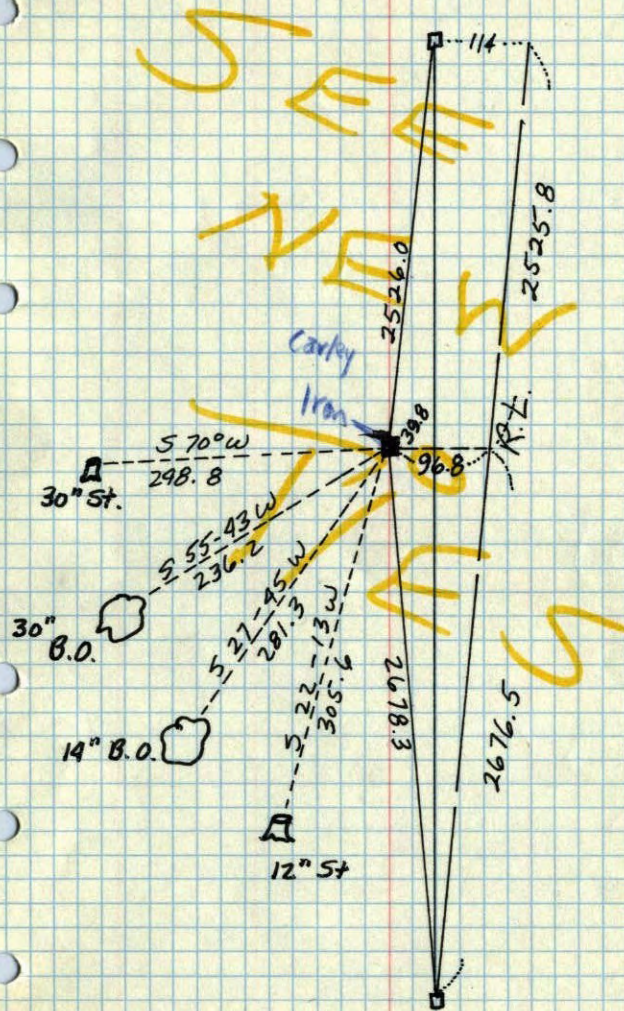 SEE
NEW
NOTES
114
2525.8
2526.0
Carley
Iron
39.8
96.8
R.L.
S 70° W
298.8
30" St.
S 55-43 W
236.2
30"
B.O.
S 27-45 W
281.3
14" B.O.
S 22-13 W
305.6
12" St
2678.3
2676.5